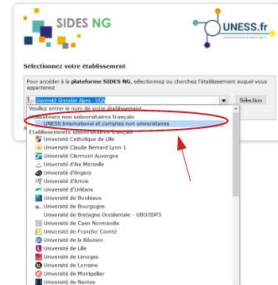 SIDES NG
UNESS.fr
Sélectionnez votre établissement
Pour accéder à la plateforme SIDES NG, sélectionnez ou cherchez l'établissement auquel vous appartenez
Université Grenoble Alpes - UGA
Sélection
Veuillez entrer le nom de votre établissement...
Utilisateurs non universitaires français
UNESS International et comptes non universitaires
Etablissements universitaires français
Université Catholique de Lille
Université Claude Bernard Lyon 1
Université Clermont Auvergne
Université d'Aix Marseille
Université d'Angers
Université d'Artois
Université d'Orléans
Université de Bordeaux
Université de Bourgogne
Université de Bretagne Occidentale - UBO/IDP3
Université de Caen Normandie
Université de Franche Comté
Université de la Réunion
Université de Lille
Université de Limoges
Université de Lorraine
Université de Montpellier
Université de Nantes